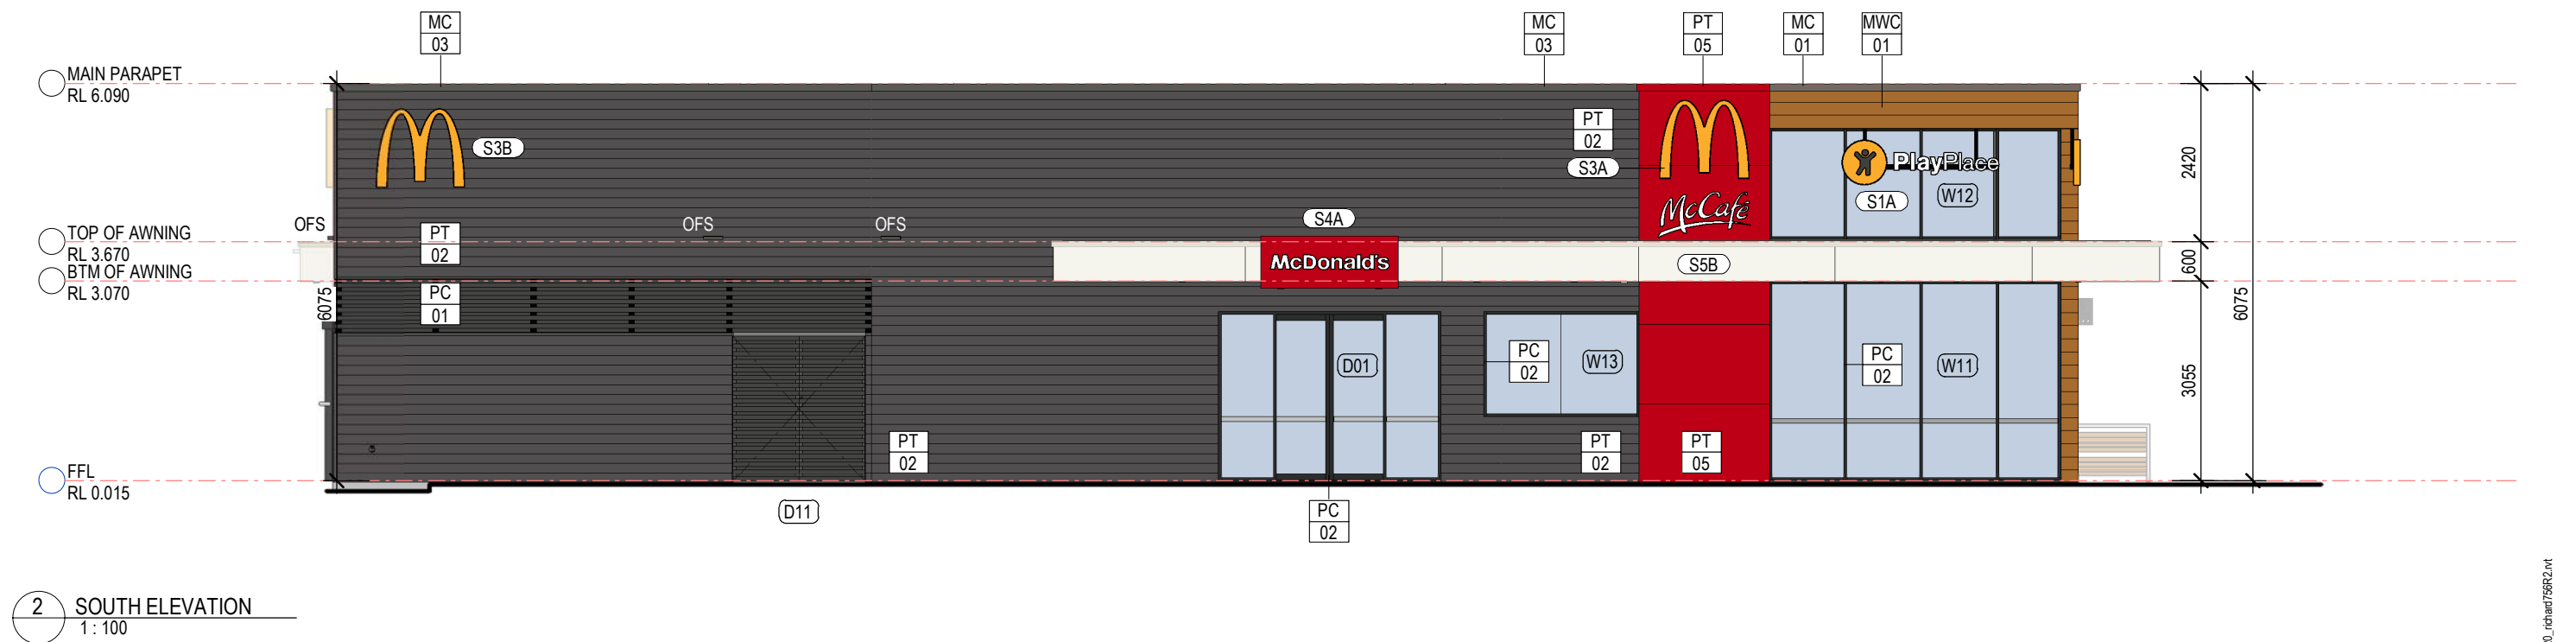 MC
03
MC
03
PT
05
MC
01
MWC
01
MAIN PARAPET
RL 6.090
PT
02
S3B
S3A
PlayPlace
McCafé
S1A
W12
2420
OFS
OFS
OFS
S4A
TOP OF AWNING
RL 3.670
PT
02
McDonald's
S5B
600
BTM OF AWNING
RL 3.070
PC
01
6075
6075
D01
PC
02
W13
PC
02
W11
3055
PT
02
PT
02
PT
05
FFL
RL 0.015
D11
PC
02
2
SOUTH ELEVATION
1 : 100